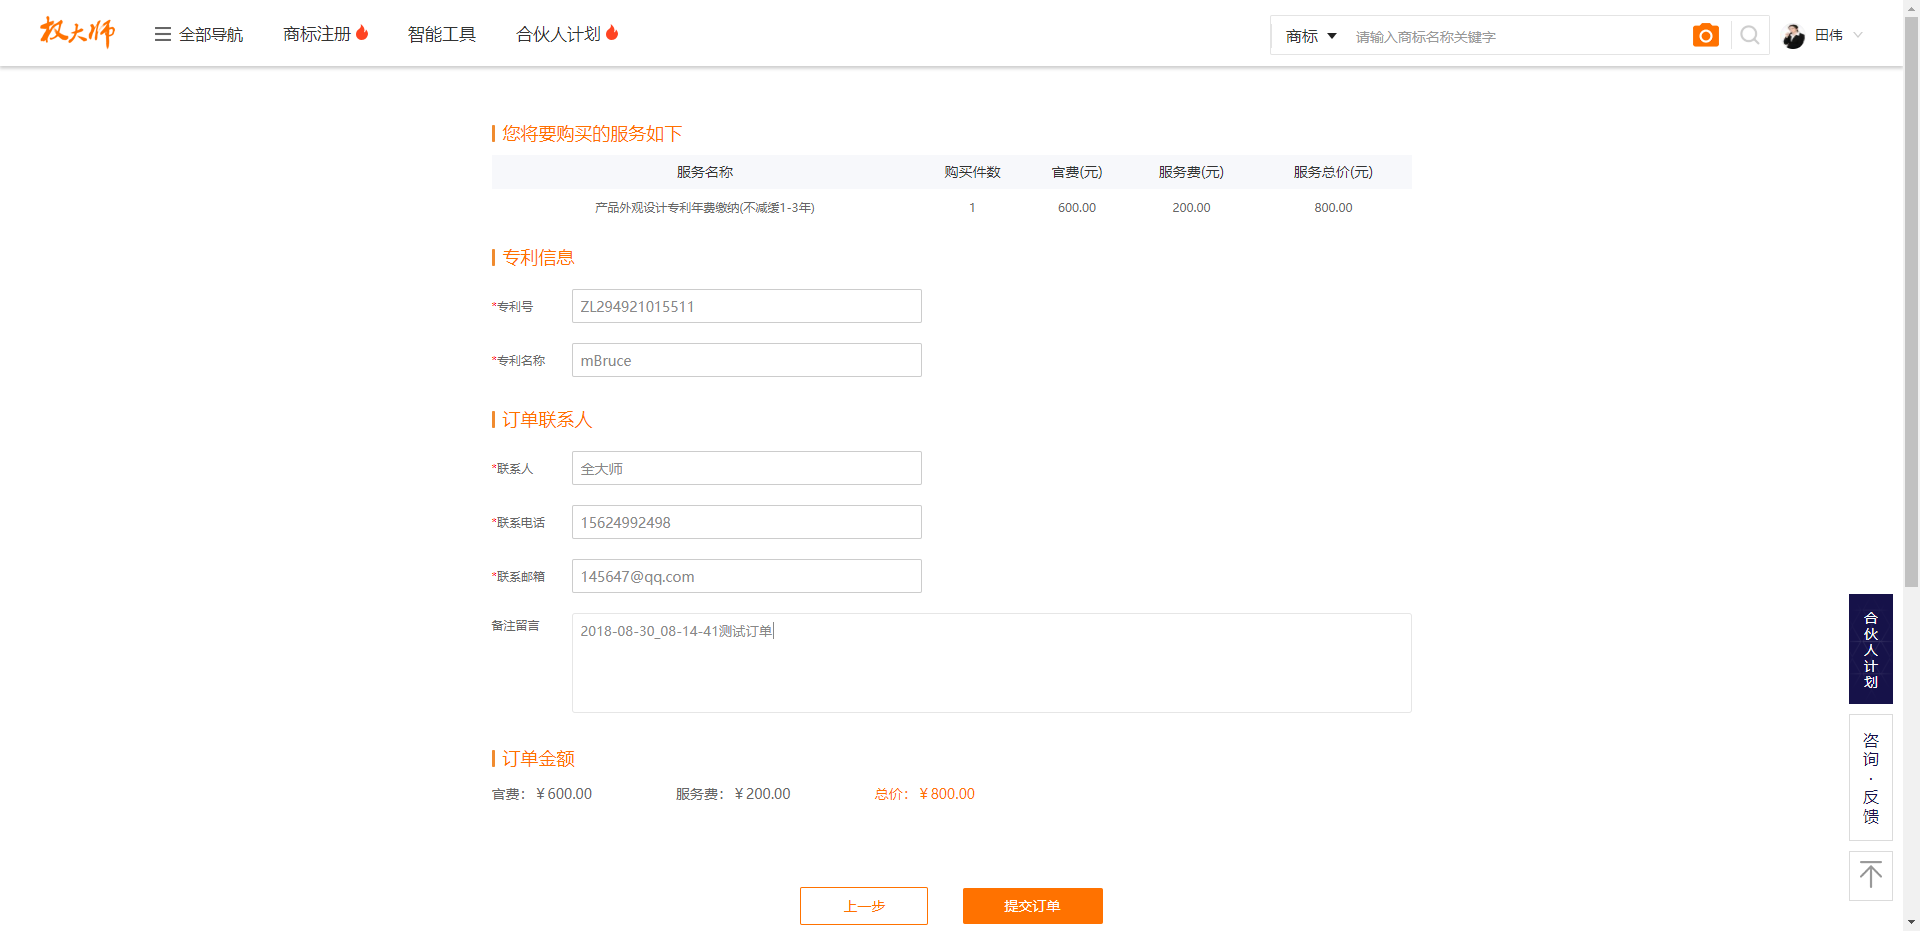 权大师 全部导航 商标注册 智能工具 合伙人计划 商标 请输入商标名称关键字 田伟
您将要购买的服务如下
服务名称 购买件数 官费(元) 服务费(元) 服务总价(元)
产品外观设计专利年费缴纳(不减缓1-3年) 1 600.00 200.00 800.00
专利信息
*专利号 ZL294921015511
*专利名称 mBruce
订单联系人
*联系人 全大师
*联系电话 15624992498
*联系邮箱 145647@qq.com
备注留言 2018-08-30_08-14-41测试订单
订单金额
官费：￥600.00 服务费：￥200.00 总价：￥800.00
上一步 提交订单
合伙人计划
咨询·反馈